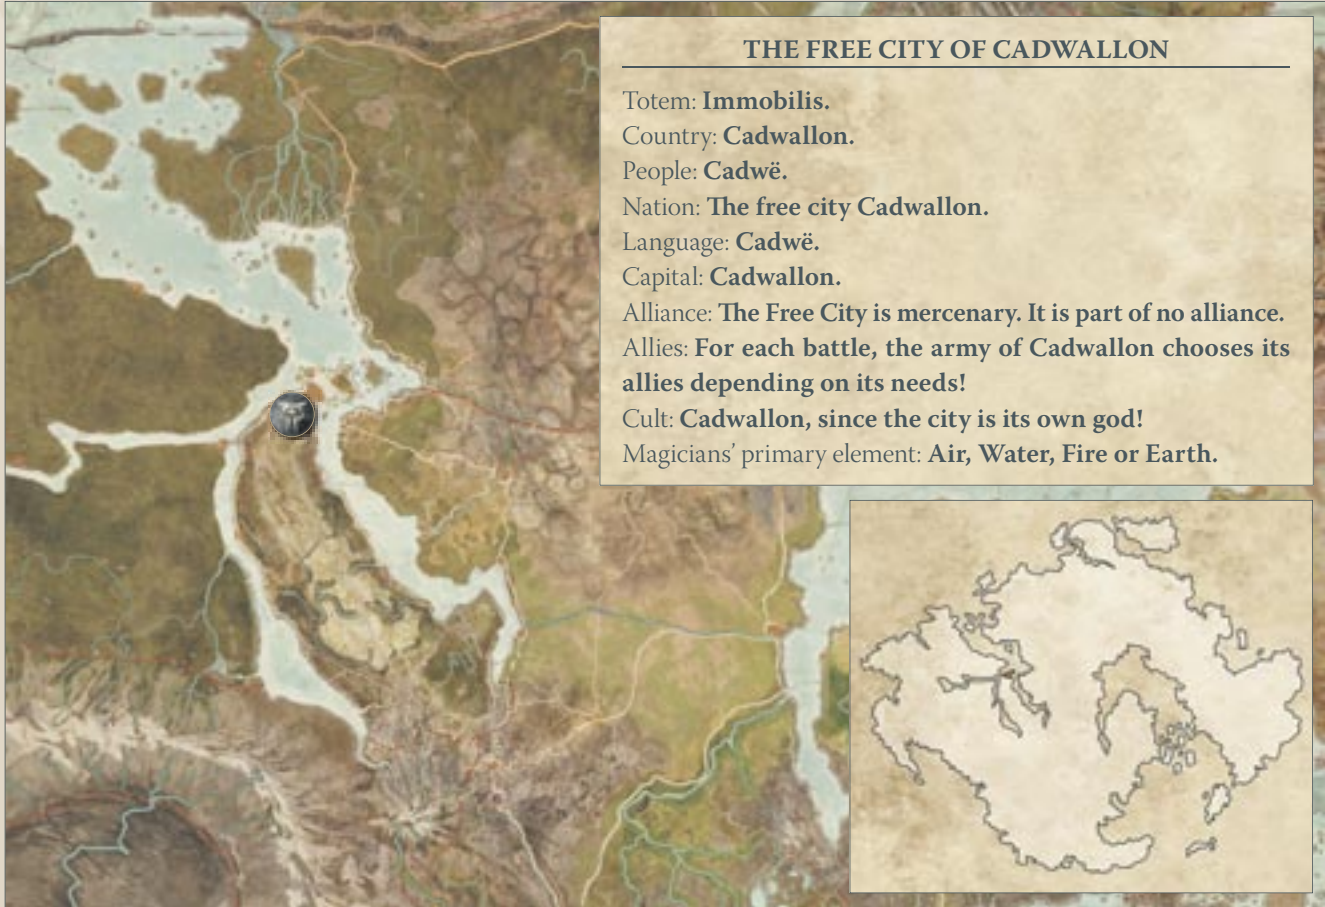 THE FREE CITY OF CADWALLON
Totem: Immobilis.
Country: Cadwallon.
People: Cadwë.
Nation: The free city Cadwallon.
Language: Cadwë.
Capital: Cadwallon.
Alliance: The Free City is mercenary. It is part of no alliance.
Allies: For each battle, the army of Cadwallon chooses its
allies depending on its needs!
Cult: Cadwallon, since the city is its own god!
Magicians’ primary element: Air, Water, Fire or Earth.